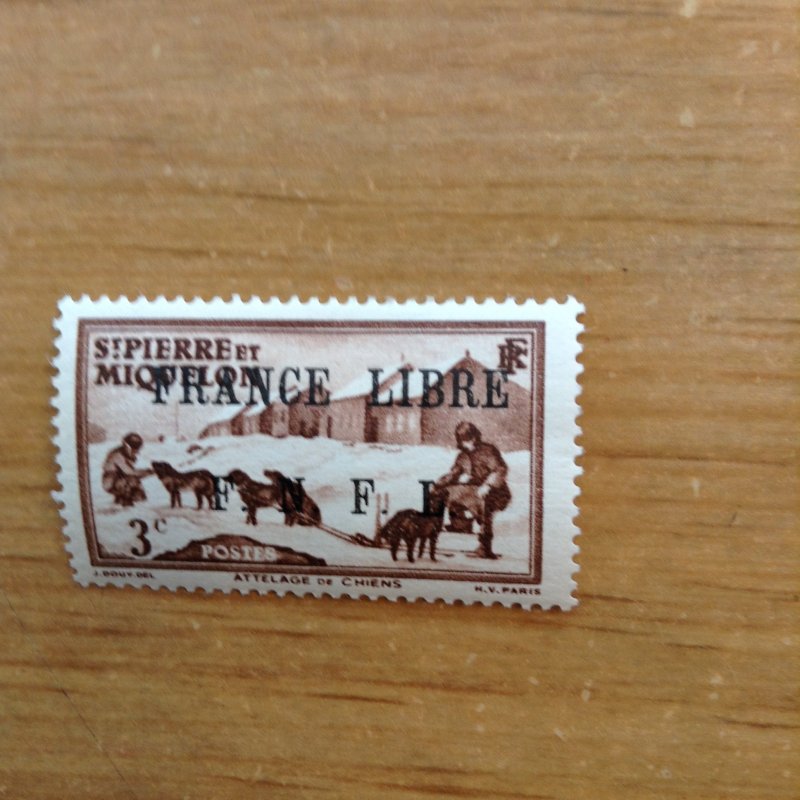 ST PIERRE ET
MIQUELON
RF
FRANCE LIBRE
F. N F. L
3c
POSTES
J. DOUY. DEL
ATTELAGE DE CHIENS
H.V. PARIS